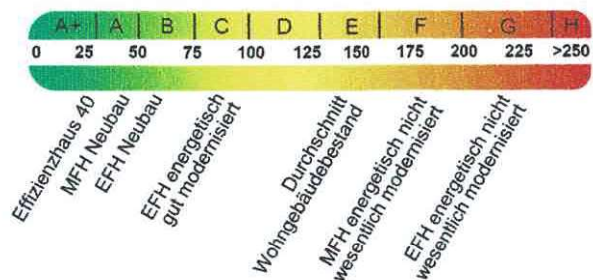 A+ A B C D E F G H
0 25 50 75 100 125 150 175 200 225 >250
Effizienzhaus 40
MFH Neubau
EFH Neubau
EFH energetisch
gut modernisiert
Durchschnitt
Wohngebäudebestand
MFH energetisch nicht
wesentlich modernisiert
EFH energetisch nicht
wesentlich modernisiert